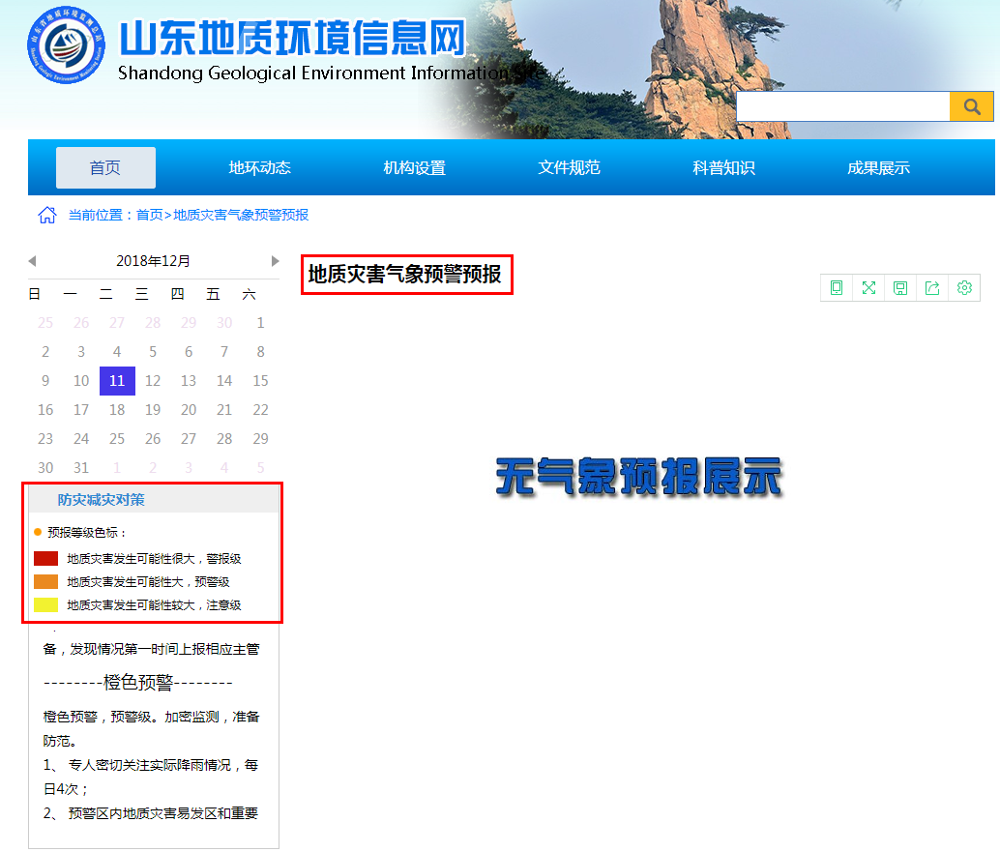 山东地质环境信息网
Shandong Geological Environment Information Site
首页 地环动态 机构设置 文件规范 科普知识 成果展示
当前位置：首页>地质灾害气象预警预报
2018年12月
日 一 二 三 四 五 六
25 26 27 28 29 30 1
2 3 4 5 6 7 8
9 10 11 12 13 14 15
16 17 18 19 20 21 22
23 24 25 26 27 28 29
30 31 1 2 3 4 5
防灾减灾对策
预报等级色标：
地质灾害发生可能性很大，警报级
地质灾害发生可能性大，预警级
地质灾害发生可能性较大，注意级
备，发现情况第一时间上报相应主管
--------橙色预警--------
橙色预警，预警级。加密监测，准备
防范。
1、 专人密切关注实际降雨情况，每
日4次；
2、 预警区内地质灾害易发区和重要
地质灾害气象预警预报
无气象预报展示